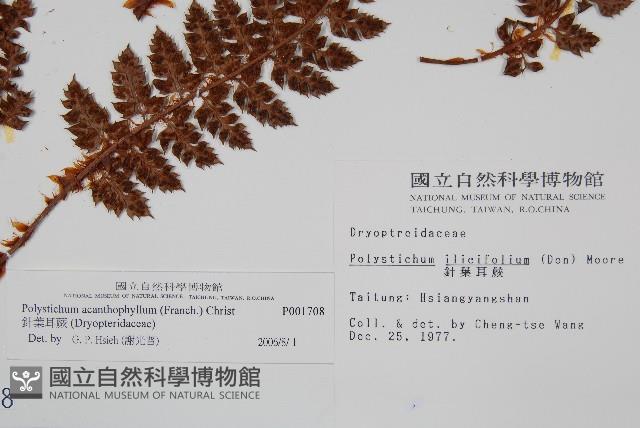 國立自然科學博物館
NATIONAL MUSEUM OF NATURAL SCIENCE
TAICHUNG, TAIWAN, R.O.CHINA
Dryoptreidaceae
Polystichum ilicifolium (Don) Moore
針葉耳蕨
Taitung: Hsiangyangshan
Coll. & det. by Cheng-tse Wang
Dec. 25, 1977.
國立自然科學博物館
NATIONAL MUSEUM OF NATURAL SCIENCE TAICHUNG, TAIWAN, R.O.CHINA
Polystichum acanthophyllum (Franch.) Christ P001708
針葉耳蕨 (Dryopteridaceae)
Det. by G. P. Hsieh (謝光普) 2006/8/1
8
國立自然科學博物館
NATIONAL MUSEUM OF NATURAL SCIENCE